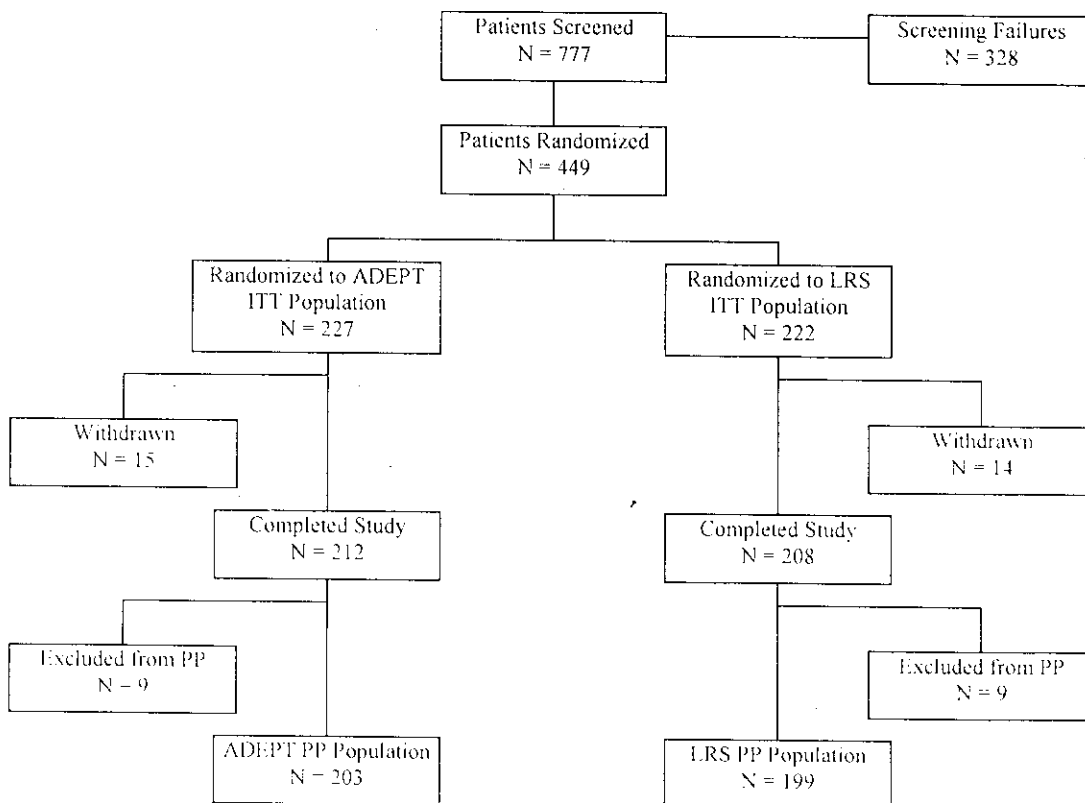 Patients Screened
N = 777
Screening Failures
N = 328
Patients Randomized
N = 449
Randomized to ADEPT
ITT Population
N = 227
Randomized to LRS
ITT Population
N = 222
Withdrawn
N = 15
Withdrawn
N = 14
Completed Study
N = 212
Completed Study
N = 208
Excluded from PP
N = 9
Excluded from PP
N = 9
ADEPT PP Population
N = 203
LRS PP Population
N = 199